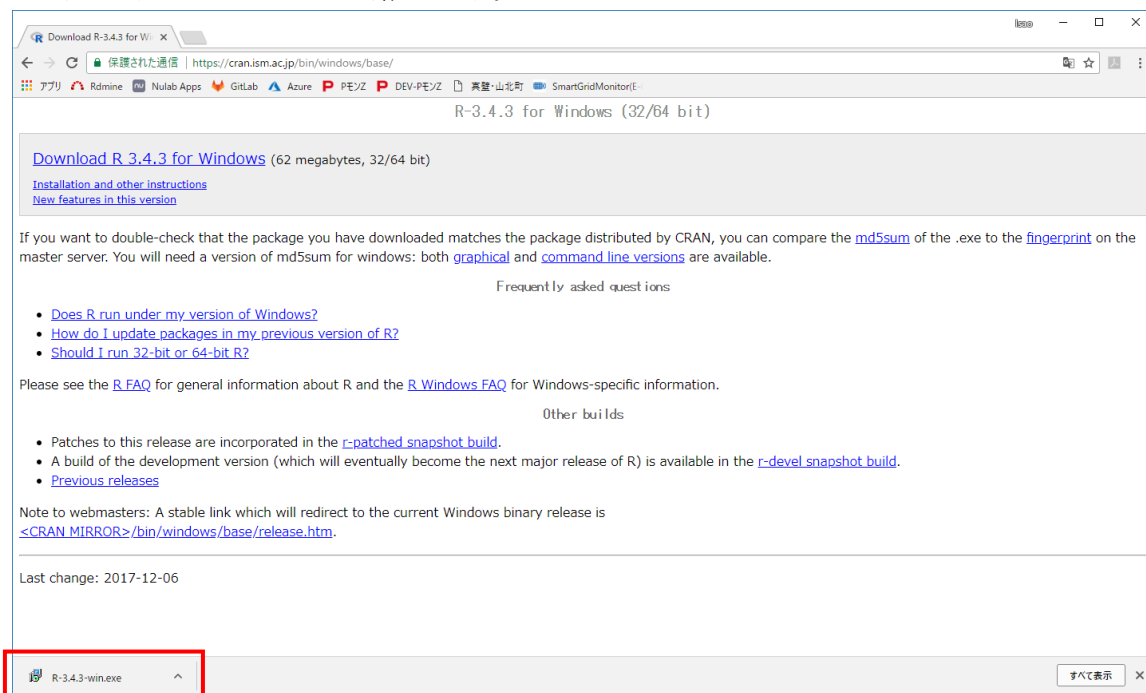 Isao
Download R-3.4.3 for Wi
保護された通信 | https://cran.ism.ac.jp/bin/windows/base/
アプリ Rdmine Nulab Apps GitLab Azure PモンZ DEV-PモンZ 真壁・山北町 SmartGridMonitor(E-
R-3.4.3 for Windows (32/64 bit)
Download R 3.4.3 for Windows (62 megabytes, 32/64 bit)
Installation and other instructions
New features in this version
If you want to double-check that the package you have downloaded matches the package distributed by CRAN, you can compare the md5sum of the .exe to the fingerprint on the
master server. You will need a version of md5sum for windows: both graphical and command line versions are available.
Frequently asked questions
• Does R run under my version of Windows?
• How do I update packages in my previous version of R?
• Should I run 32-bit or 64-bit R?
Please see the R FAQ for general information about R and the R Windows FAQ for Windows-specific information.
Other builds
• Patches to this release are incorporated in the r-patched snapshot build.
• A build of the development version (which will eventually become the next major release of R) is available in the r-devel snapshot build.
• Previous releases
Note to webmasters: A stable link which will redirect to the current Windows binary release is
<CRAN MIRROR>/bin/windows/base/release.htm.
Last change: 2017-12-06
R-3.4.3-win.exe
すべて表示